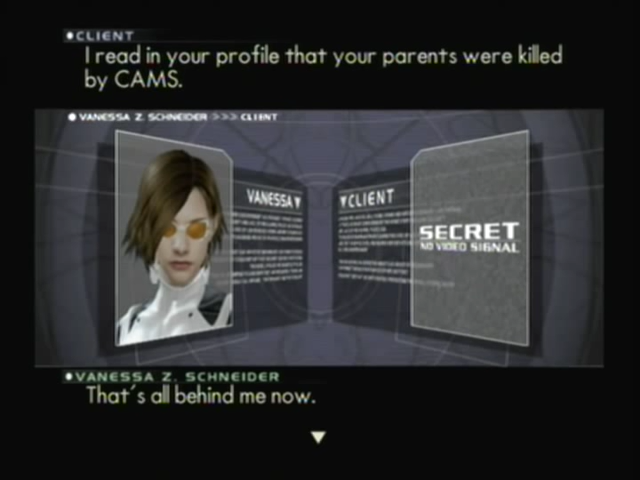 CLIENT
I read in your profile that your parents were killed
by CAMS.
VANESSA Z. SCHNEIDER >>> CLIENT
VANESSA▼
▼CLIENT
SECRET
NO VIDEO SIGNAL
VANESSA Z. SCHNEIDER
That's all behind me now.